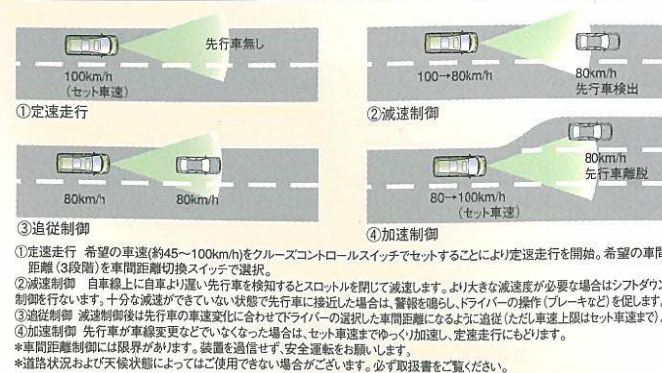 先行車無し
100km/h
(セット車速)
①定速走行
100→80km/h
80km/h
先行車検出
②減速制御
80km/h
80km/h
③追従制御
80km/h
先行車離脱
80→100km/h
(セット車速)
④加速制御
①定速走行 希望の車速(約45〜100km/h)をクルーズコントロールスイッチでセットすることにより定速走行を開始。希望の車間
距離(3段階)を車間距離切換スイッチで選択。
②減速制御 自車線上に自車より遅い先行車を検知するとスロットルを閉じて減速します。より大きな減速度が必要な場合はシフトダウン
制御を行ないます。十分な減速ができていない状態で先行車に接近した場合は、警報を鳴らし、ドライバーの操作(ブレーキなど)を促します。
③追従制御 減速制御後は先行車の車速変化に合わせてドライバーの選択した車間距離になるように追従(ただし車速上限はセット車速まで)。
④加速制御 先行車が車線変更などでいなくなった場合は、セット車速までゆっくり加速し、定速走行にもどります。
*車間距離制御には限界があります。装置を過信せず、安全運転をお願いします。
*道路状況および天候状態によってはご使用できない場合がございます。必ず取扱書をご覧ください。